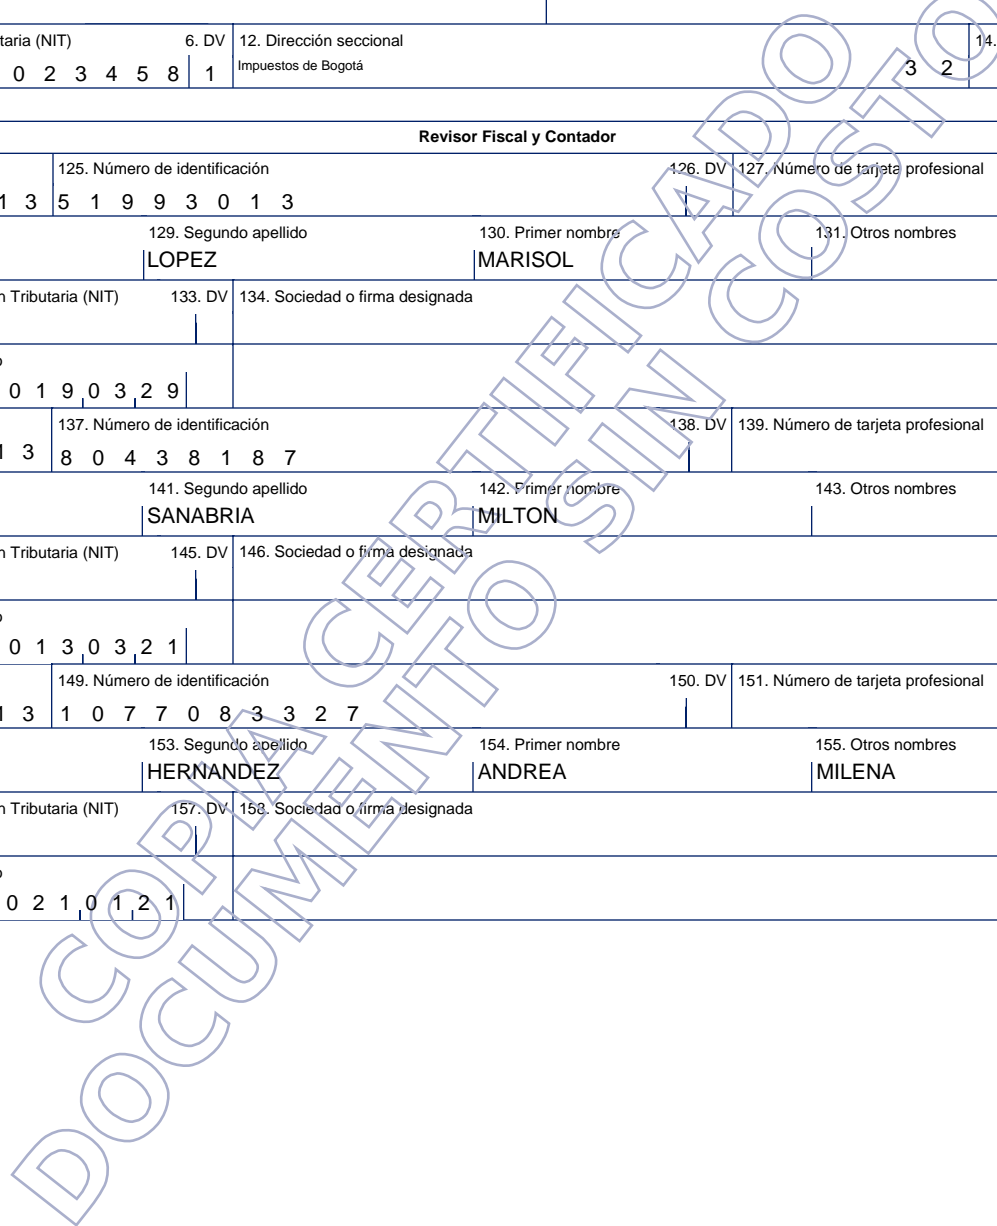 taria (NIT) 6. DV 12. Dirección seccional 14.
0 2 3 4 5 8 1 Impuestos de Bogotá 3 2
Revisor Fiscal y Contador
125. Número de identificación 126. DV 127. Número de tarjeta profesional
1 3 5 1 9 9 3 0 1 3
129. Segundo apellido 130. Primer nombre 131. Otros nombres
LOPEZ MARISOL
n Tributaria (NIT) 133. DV 134. Sociedad o firma designada
o
0 1 9 0 3 2 9
137. Número de identificación 138. DV 139. Número de tarjeta profesional
1 3 8 0 4 3 8 1 8 7
141. Segundo apellido 142. Primer nombre 143. Otros nombres
SANABRIA MILTON
n Tributaria (NIT) 145. DV 146. Sociedad o firma designada
o
0 1 3 0 3 2 1
149. Número de identificación 150. DV 151. Número de tarjeta profesional
1 3 1 0 7 7 0 8 3 3 2 7
153. Segundo apellido 154. Primer nombre 155. Otros nombres
HERNANDEZ ANDREA MILENA
n Tributaria (NIT) 157. DV 158. Sociedad o firma designada
o
0 2 1 0 1 2 1
COPIA CERTIFICADO
DOCUMENTO SIN COSTO